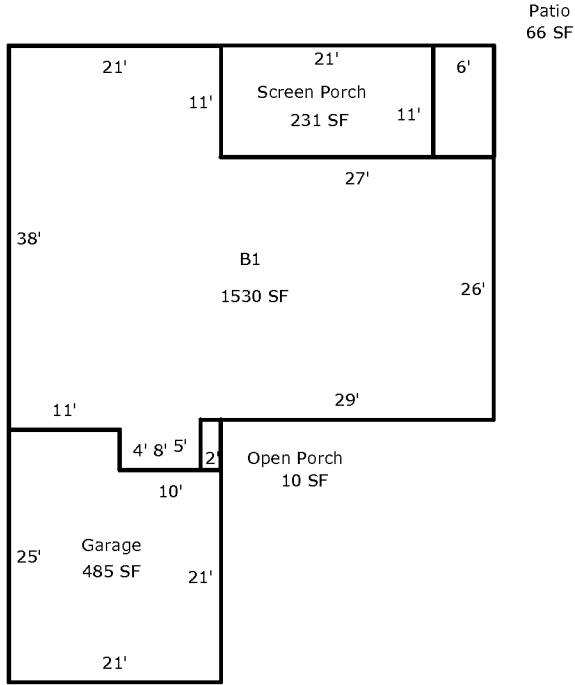 Patio
66 SF
21'
21'
6'
11'
Screen Porch
231 SF
11'
27'
38'
B1
1530 SF
26'
29'
11'
4' 8' 5'
2'
Open Porch
10 SF
10'
Garage
485 SF
25'
21'
21'